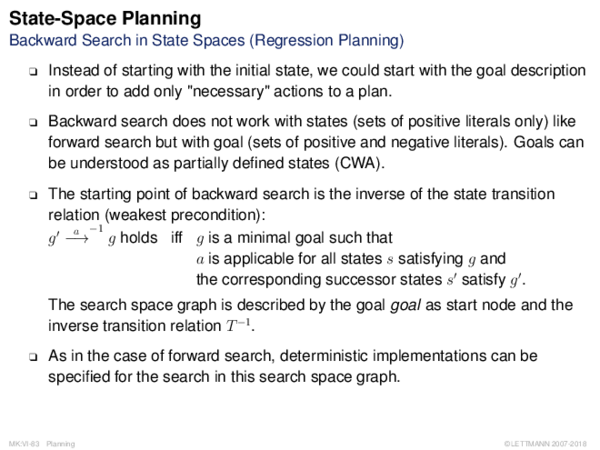 State-Space Planning
Backward Search in State Spaces (Regression Planning)
❑ Instead of starting with the initial state, we could start with the goal description
in order to add only "necessary" actions to a plan.
❑ Backward search does not work with states (sets of positive literals only) like
forward search but with goal (sets of positive and negative literals). Goals can
be understood as partially defined states (CWA).
❑ The starting point of backward search is the inverse of the state transition
relation (weakest precondition):
g′ —a→⁻¹ g holds iff g is a minimal goal such that
a is applicable for all states s satisfying g and
the corresponding successor states s′ satisfy g′.
The search space graph is described by the goal goal as start node and the
inverse transition relation T⁻¹.
❑ As in the case of forward search, deterministic implementations can be
specified for the search in this search space graph.
MK:VI-83 Planning
©LETTMANN 2007-2018